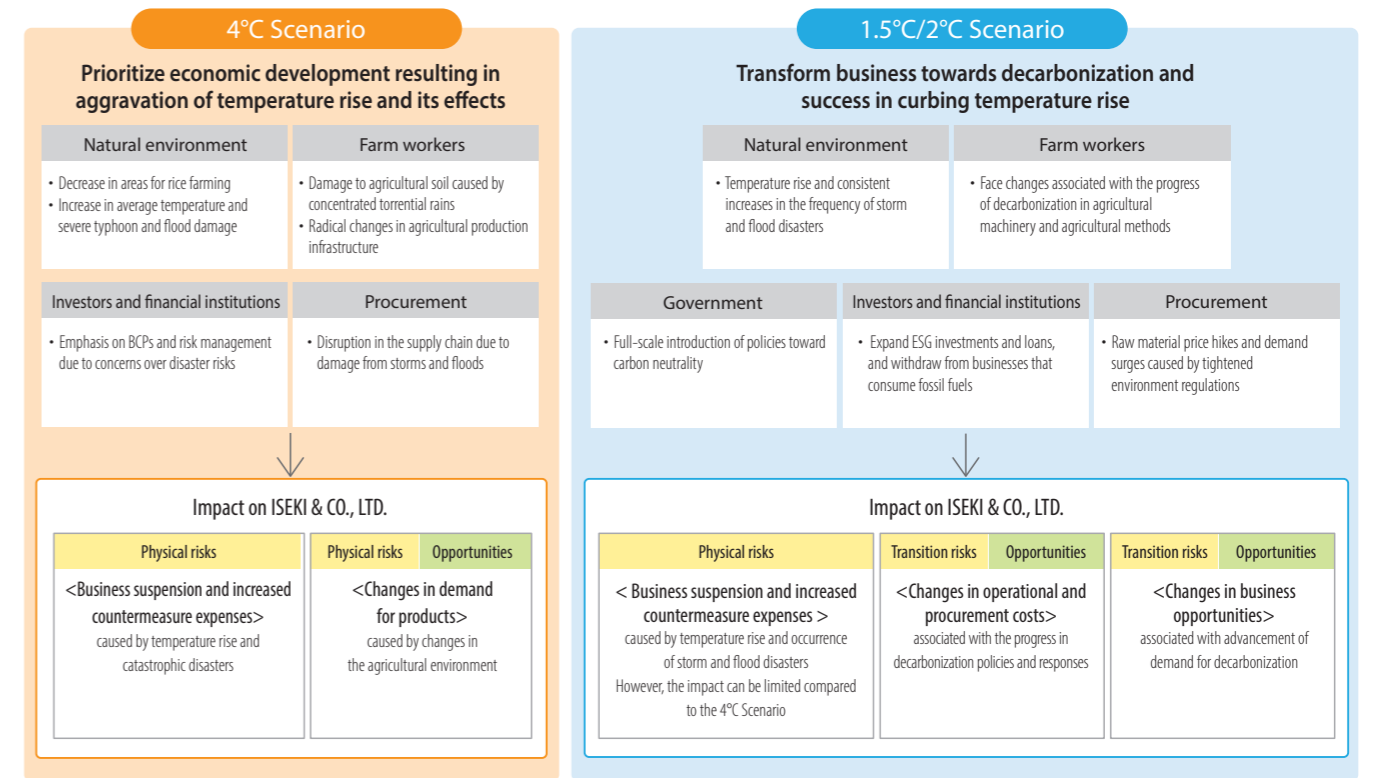 4°C Scenario
Prioritize economic development resulting in
aggravation of temperature rise and its effects
Natural environment
• Decrease in areas for rice farming
• Increase in average temperature and
severe typhoon and flood damage
Farm workers
• Damage to agricultural soil caused by
concentrated torrential rains
• Radical changes in agricultural production
infrastructure
Investors and financial institutions
• Emphasis on BCPs and risk management
due to concerns over disaster risks
Procurement
• Disruption in the supply chain due to
damage from storms and floods
Impact on ISEKI & CO., LTD.
Physical risks
<Business suspension and increased
countermeasure expenses>
caused by temperature rise and
catastrophic disasters
Physical risks
Opportunities
<Changes in demand
for products>
caused by changes in
the agricultural environment
1.5°C/2°C Scenario
Transform business towards decarbonization and
success in curbing temperature rise
Natural environment
• Temperature rise and consistent
increases in the frequency of storm
and flood disasters
Farm workers
• Face changes associated with the progress
of decarbonization in agricultural
machinery and agricultural methods
Government
• Full-scale introduction of policies toward
carbon neutrality
Investors and financial institutions
• Expand ESG investments and loans,
and withdraw from businesses that
consume fossil fuels
Procurement
• Raw material price hikes and demand
surges caused by tightened
environment regulations
Impact on ISEKI & CO., LTD.
Physical risks
< Business suspension and increased
countermeasure expenses >
caused by temperature rise and occurrence
of storm and flood disasters
However, the impact can be limited compared
to the 4°C Scenario
Transition risks
Opportunities
<Changes in operational and
procurement costs>
associated with the progress in
decarbonization policies and responses
Transition risks
Opportunities
<Changes in business
opportunities>
associated with advancement of
demand for decarbonization